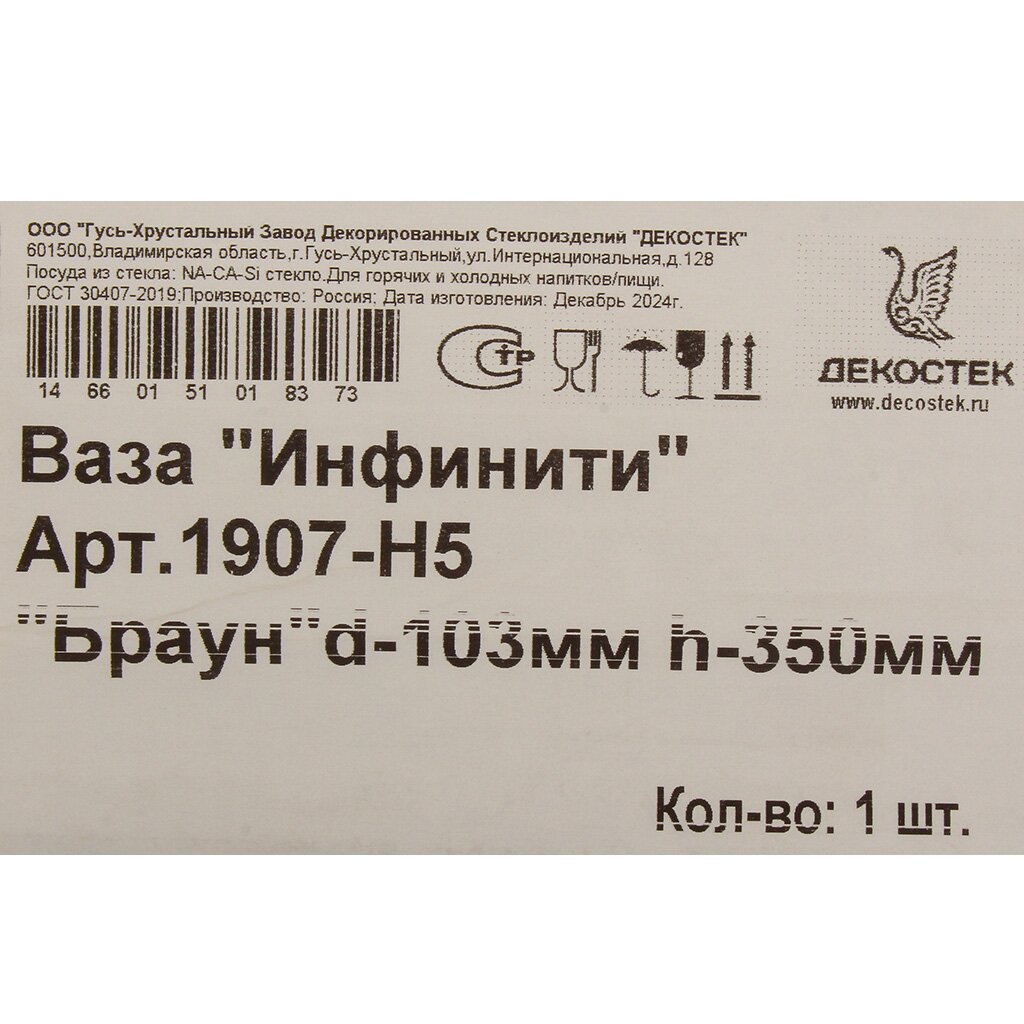 ООО "Гусь-Хрустальный Завод Декорированных Стеклоизделий "ДЕКОСТЕК"
601500,Владимирская область,г.Гусь-Хрустальный,ул.Интернациональная,д.128
Посуда из стекла: NA-CA-Si стекло.Для горячих и холодных напитков/пищи.
ГОСТ 30407-2019;Производство: Россия; Дата изготовления: Декабрь 2024г.
14 66 01 51 01 83 73
СТР
ДЕКОСТЕК
www.decostek.ru
Ваза "Инфинити"
Арт.1907-Н5
"Браун"d-103мм h-350мм
Кол-во: 1 шт.